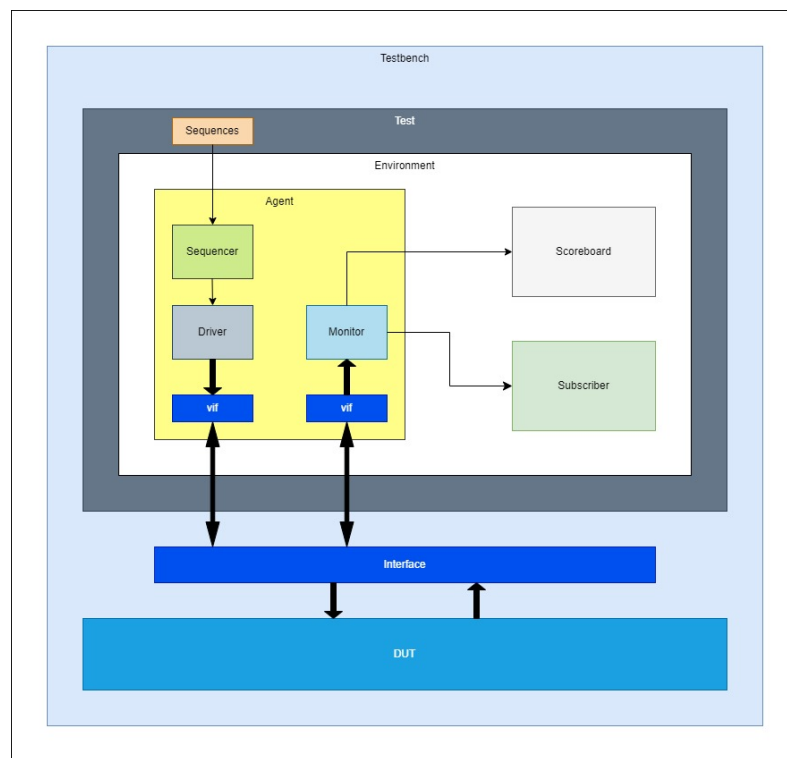 Testbench
Test
Sequences
Environment
Agent
Sequencer
Scoreboard
Driver
Monitor
Subscriber
vif
vif
Interface
DUT